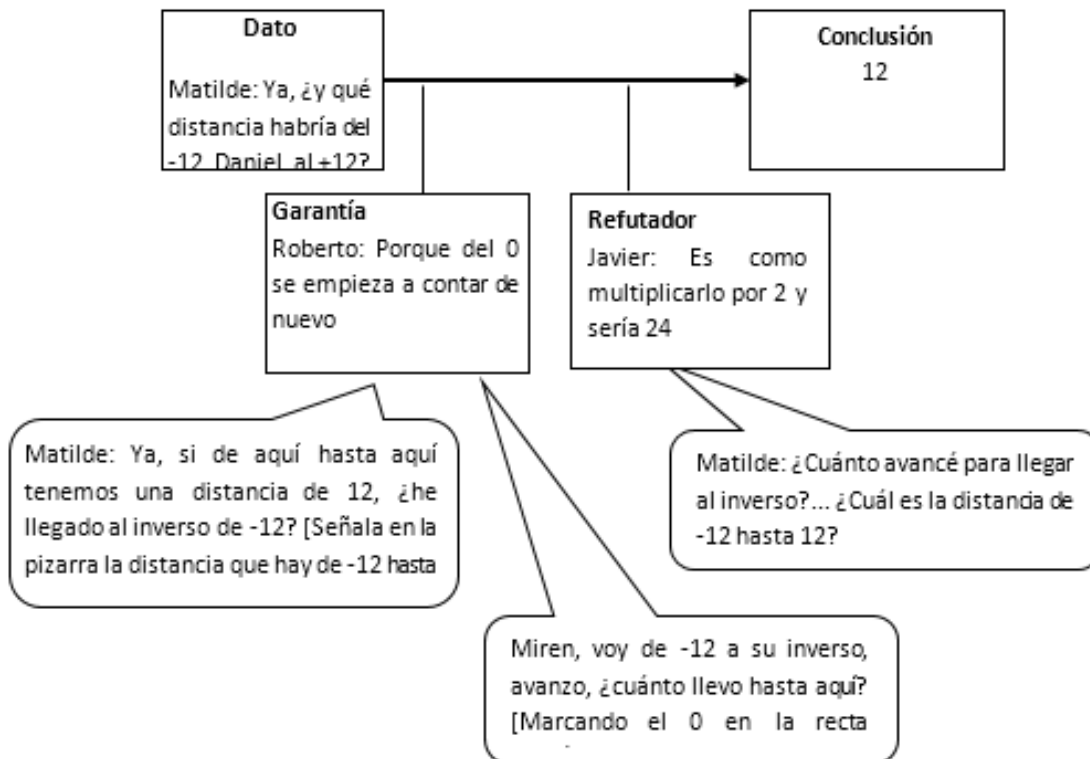 Dato
Matilde: Ya, ¿y qué
distancia habría del
-12, Daniel, al +12?
Conclusión
12
Garantía
Roberto: Porque del 0
se empieza a contar de
nuevo
Refutador
Javier: Es como
multiplicarlo por 2 y
sería 24
Matilde: Ya, si de aquí hasta aquí
tenemos una distancia de 12, ¿he
llegado al inverso de -12? [Señala en la
pizarra la distancia que hay de -12 hasta
Matilde: ¿Cuánto avancé para llegar
al inverso?... ¿Cuál es la distancia de
-12 hasta 12?
Miren, voy de -12 a su inverso,
avanzo, ¿cuánto llevo hasta aquí?
[Marcando el 0 en la recta